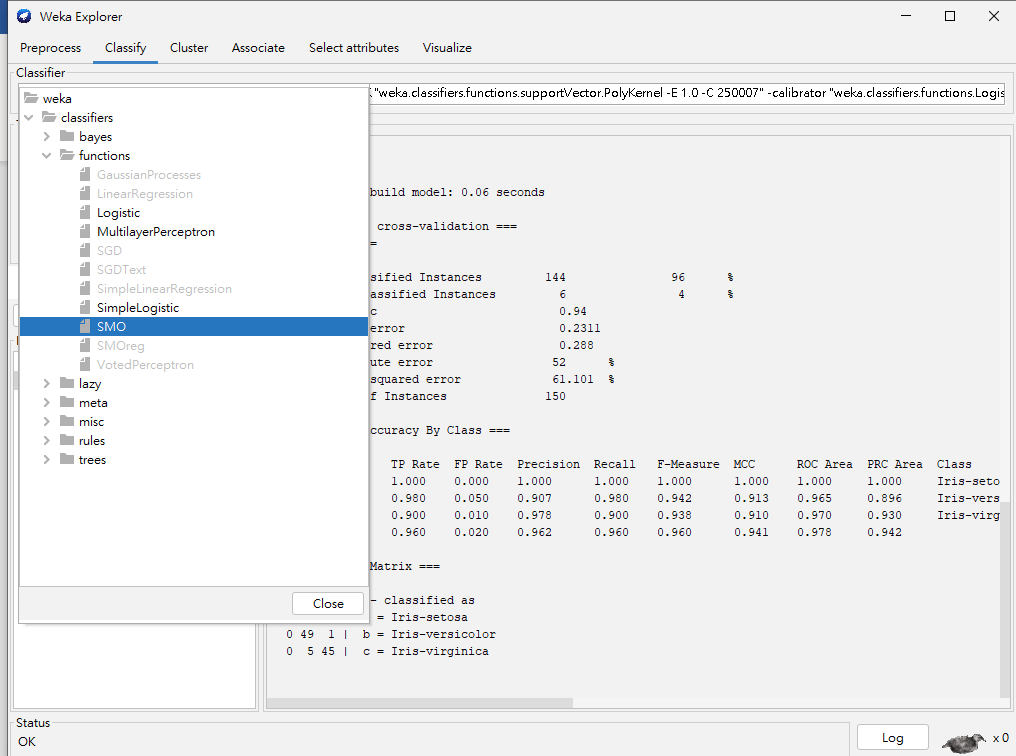 Weka Explorer
Preprocess Classify Cluster Associate Select attributes Visualize
Classifier
"weka.classifiers.functions.supportVector.PolyKernel -E 1.0 -C 250007" -calibrator "weka.classifiers.functions.Logis
weka
classifiers
bayes
functions
GaussianProcesses
LinearRegression
Logistic
MultilayerPerceptron
SGD
SGDText
SimpleLinearRegression
SimpleLogistic
SMO
SMOreg
VotedPerceptron
lazy
meta
misc
rules
trees
Close
build model: 0.06 seconds
cross-validation ===
=
sified Instances 144 96 %
assified Instances 6 4 %
c 0.94
error 0.2311
red error 0.288
ute error 52 %
squared error 61.101 %
f Instances 150
ccuracy By Class ===
TP Rate FP Rate Precision Recall F-Measure MCC ROC Area PRC Area Class
1.000 0.000 1.000 1.000 1.000 1.000 1.000 1.000 Iris-seto
0.980 0.050 0.907 0.980 0.942 0.913 0.965 0.896 Iris-vers
0.900 0.010 0.978 0.900 0.938 0.910 0.970 0.930 Iris-virg
0.960 0.020 0.962 0.960 0.960 0.941 0.978 0.942
Matrix ===
- classified as
= Iris-setosa
0 49 1 | b = Iris-versicolor
0 5 45 | c = Iris-virginica
Status
OK
Log
x 0